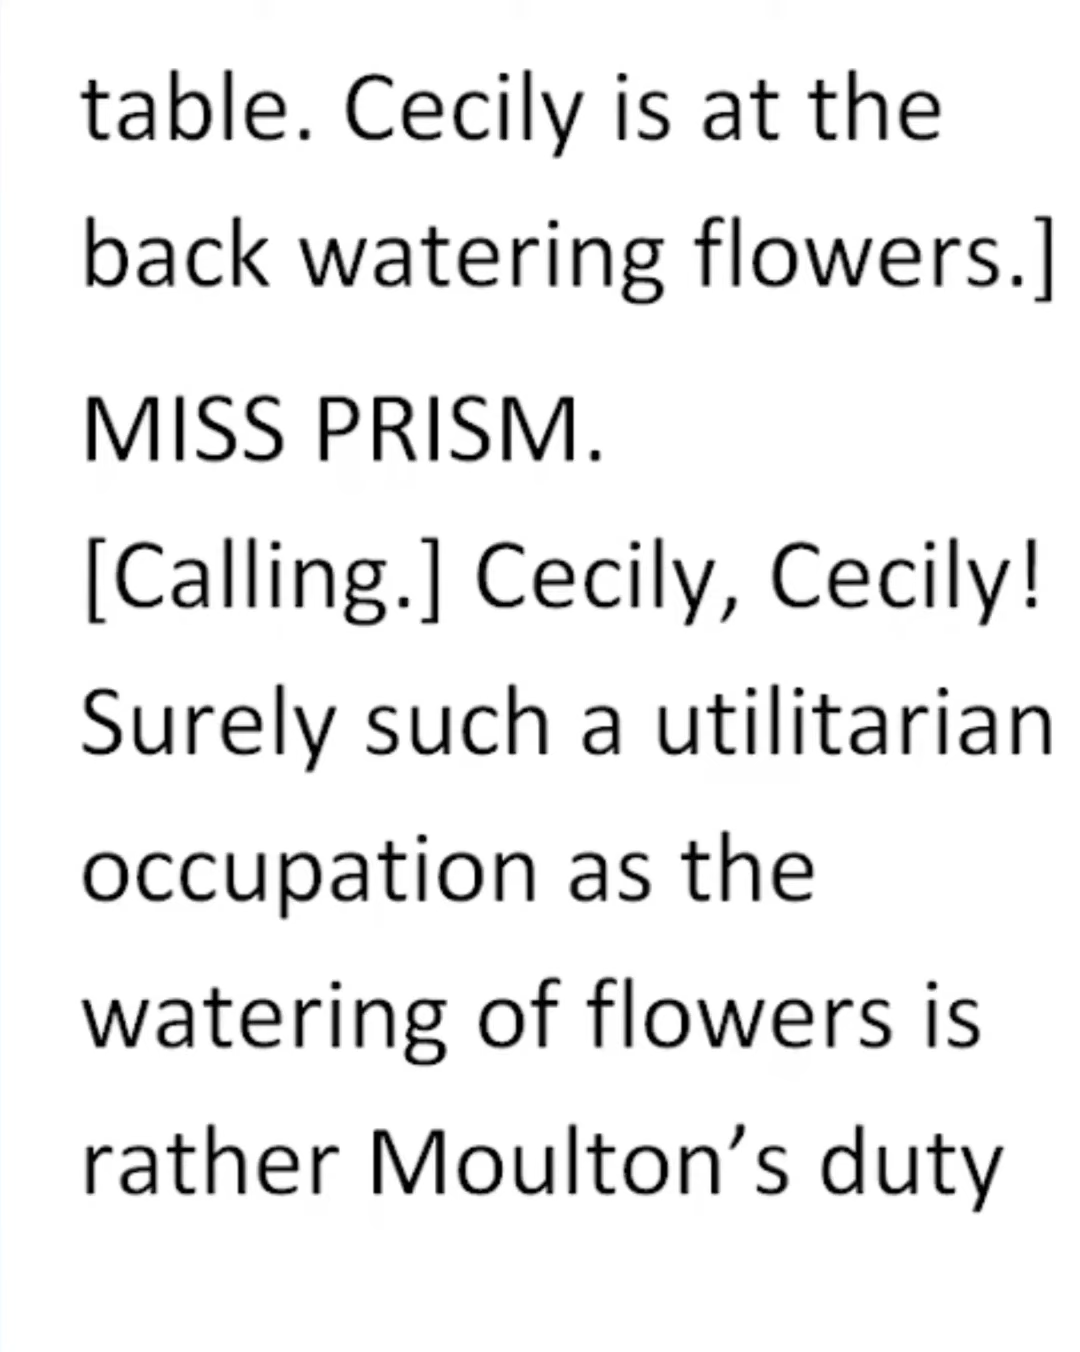 table. Cecily is at the
back watering flowers.]
MISS PRISM.
[Calling.] Cecily, Cecily!
Surely such a utilitarian
occupation as the
watering of flowers is
rather Moulton’s duty